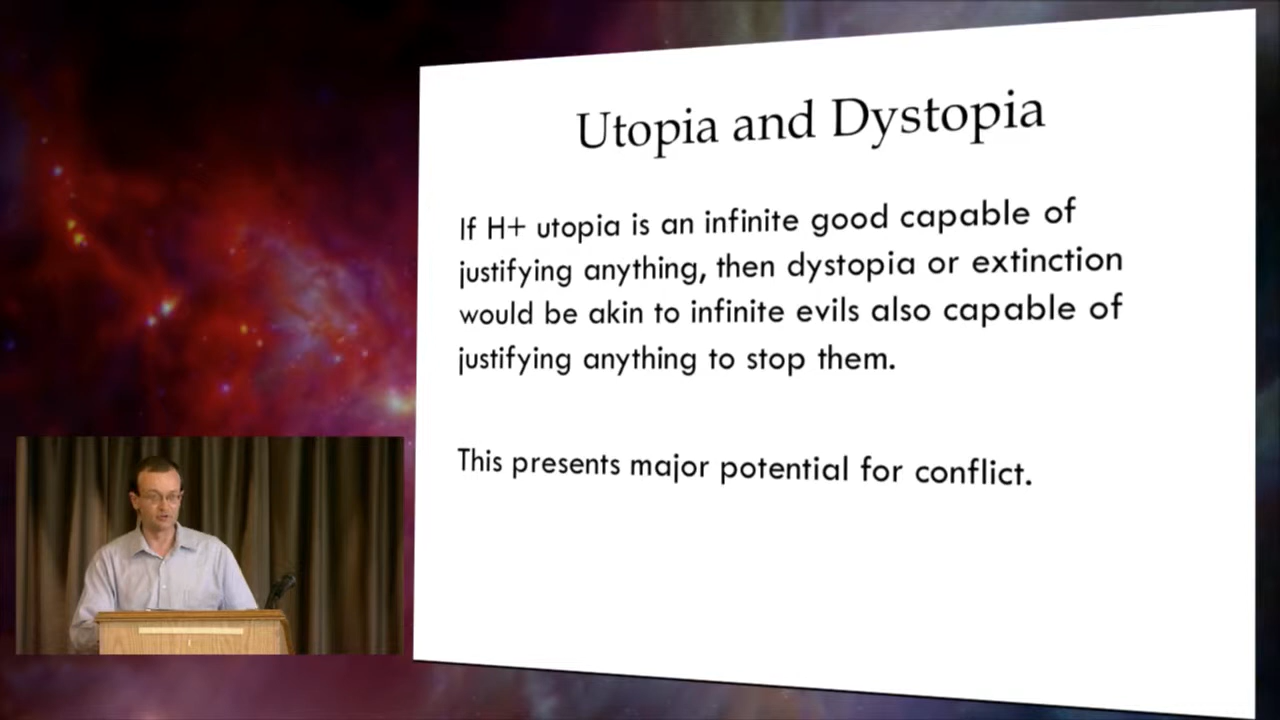 Utopia and Dystopia
If H+ utopia is an infinite good capable of
justifying anything, then dystopia or extinction
would be akin to infinite evils also capable of
justifying anything to stop them.
This presents major potential for conflict.